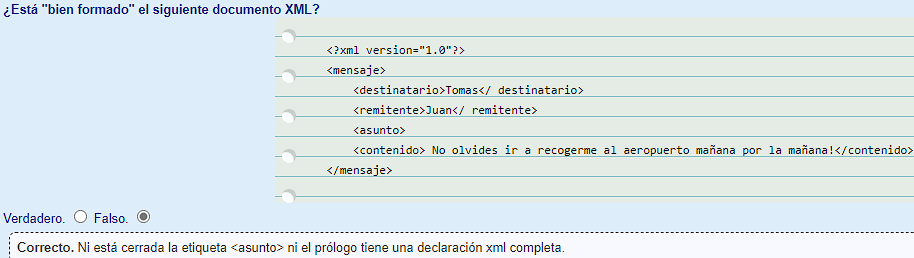 ¿Está "bien formado" el siguiente documento XML?
<?xml version="1.0"?>
<mensaje>
<destinatario>Tomas</ destinatario>
<remitente>Juan</ remitente>
<asunto>
<contenido> No olvides ir a recogerme al aeropuerto mañana por la mañana!</contenido>
</mensaje>
Verdadero. Falso.
Correcto. Ni está cerrada la etiqueta <asunto> ni el prólogo tiene una declaración xml completa.